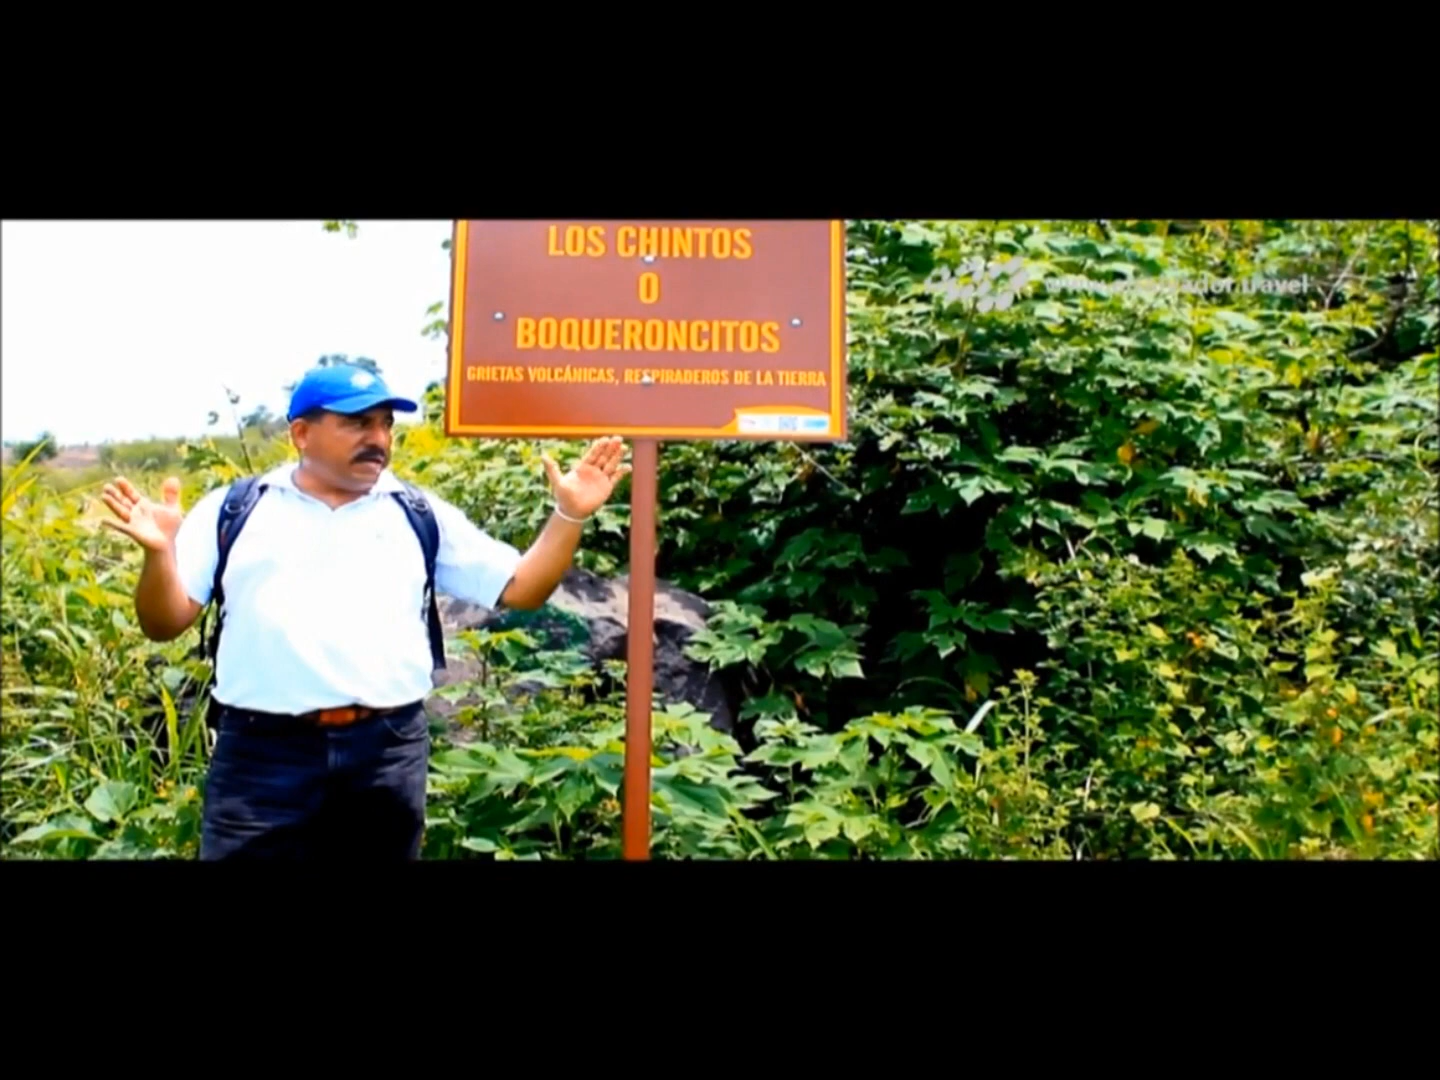 LOS CHINTOS
O
BOQUERONCITOS
GRIETAS VOLCÁNICAS, RESPIRADEROS DE LA TIERRA